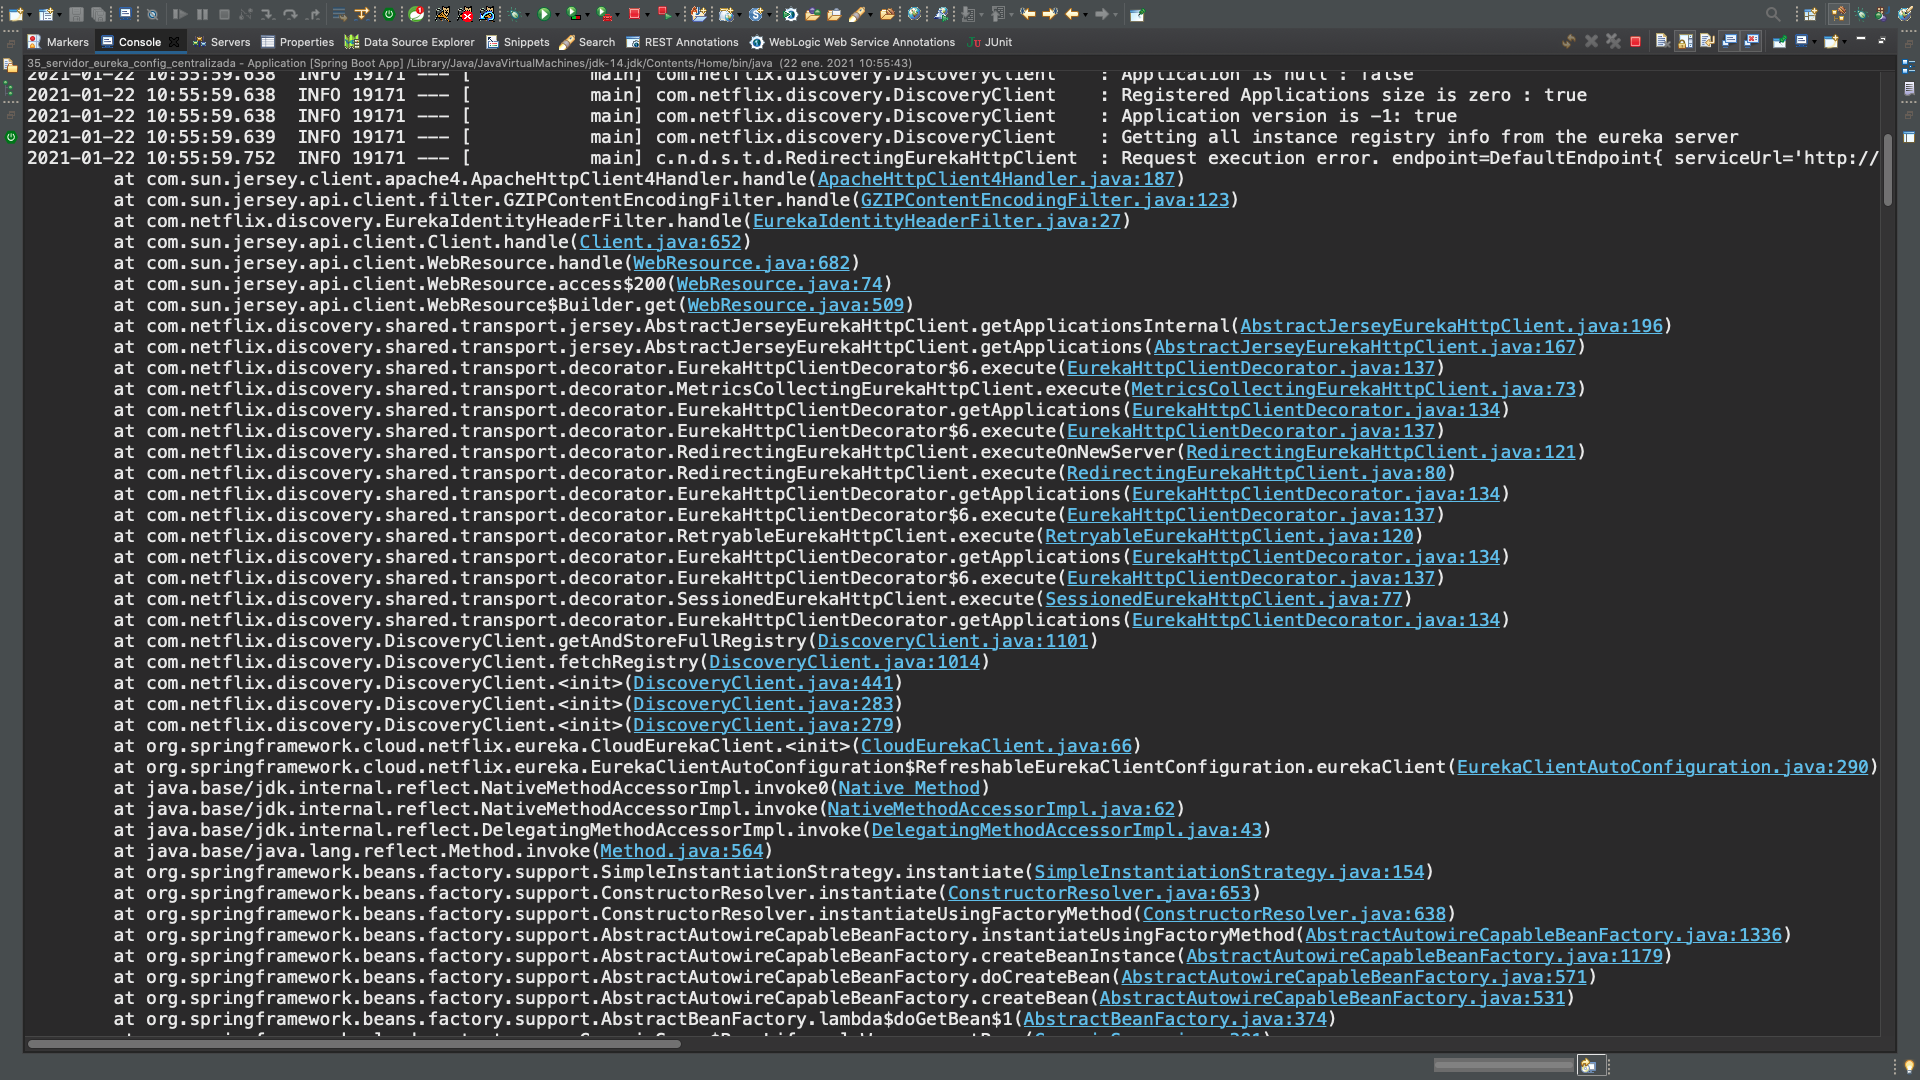 Markers
Console
Servers
Properties
Data Source Explorer
Snippets
Search
REST Annotations
WebLogic Web Service Annotations
JUnit
35_servidor_eureka_config_centralizada - Application [Spring Boot App] /Library/Java/JavaVirtualMachines/jdk-14.jdk/Contents/Home/bin/java (22 ene. 2021 10:55:43)
2021-01-22 10:55:59.638  INFO 19171 --- [           main] com.netflix.discovery.DiscoveryClient    : Application is null : false
2021-01-22 10:55:59.638  INFO 19171 --- [           main] com.netflix.discovery.DiscoveryClient    : Registered Applications size is zero : true
2021-01-22 10:55:59.638  INFO 19171 --- [           main] com.netflix.discovery.DiscoveryClient    : Application version is -1: true
2021-01-22 10:55:59.639  INFO 19171 --- [           main] com.netflix.discovery.DiscoveryClient    : Getting all instance registry info from the eureka server
2021-01-22 10:55:59.752  INFO 19171 --- [           main] c.n.d.s.t.d.RedirectingEurekaHttpClient  : Request execution error. endpoint=DefaultEndpoint{ serviceUrl='http://
at com.sun.jersey.client.apache4.ApacheHttpClient4Handler.handle(ApacheHttpClient4Handler.java:187)
at com.sun.jersey.api.client.filter.GZIPContentEncodingFilter.handle(GZIPContentEncodingFilter.java:123)
at com.netflix.discovery.EurekaIdentityHeaderFilter.handle(EurekaIdentityHeaderFilter.java:27)
at com.sun.jersey.api.client.Client.handle(Client.java:652)
at com.sun.jersey.api.client.WebResource.handle(WebResource.java:682)
at com.sun.jersey.api.client.WebResource.access$200(WebResource.java:74)
at com.sun.jersey.api.client.WebResource$Builder.get(WebResource.java:509)
at com.netflix.discovery.shared.transport.jersey.AbstractJerseyEurekaHttpClient.getApplicationsInternal(AbstractJerseyEurekaHttpClient.java:196)
at com.netflix.discovery.shared.transport.jersey.AbstractJerseyEurekaHttpClient.getApplications(AbstractJerseyEurekaHttpClient.java:167)
at com.netflix.discovery.shared.transport.decorator.EurekaHttpClientDecorator$6.execute(EurekaHttpClientDecorator.java:137)
at com.netflix.discovery.shared.transport.decorator.MetricsCollectingEurekaHttpClient.execute(MetricsCollectingEurekaHttpClient.java:73)
at com.netflix.discovery.shared.transport.decorator.EurekaHttpClientDecorator.getApplications(EurekaHttpClientDecorator.java:134)
at com.netflix.discovery.shared.transport.decorator.EurekaHttpClientDecorator$6.execute(EurekaHttpClientDecorator.java:137)
at com.netflix.discovery.shared.transport.decorator.RedirectingEurekaHttpClient.executeOnNewServer(RedirectingEurekaHttpClient.java:121)
at com.netflix.discovery.shared.transport.decorator.RedirectingEurekaHttpClient.execute(RedirectingEurekaHttpClient.java:80)
at com.netflix.discovery.shared.transport.decorator.EurekaHttpClientDecorator.getApplications(EurekaHttpClientDecorator.java:134)
at com.netflix.discovery.shared.transport.decorator.EurekaHttpClientDecorator$6.execute(EurekaHttpClientDecorator.java:137)
at com.netflix.discovery.shared.transport.decorator.RetryableEurekaHttpClient.execute(RetryableEurekaHttpClient.java:120)
at com.netflix.discovery.shared.transport.decorator.EurekaHttpClientDecorator.getApplications(EurekaHttpClientDecorator.java:134)
at com.netflix.discovery.shared.transport.decorator.EurekaHttpClientDecorator$6.execute(EurekaHttpClientDecorator.java:137)
at com.netflix.discovery.shared.transport.decorator.SessionedEurekaHttpClient.execute(SessionedEurekaHttpClient.java:77)
at com.netflix.discovery.shared.transport.decorator.EurekaHttpClientDecorator.getApplications(EurekaHttpClientDecorator.java:134)
at com.netflix.discovery.DiscoveryClient.getAndStoreFullRegistry(DiscoveryClient.java:1101)
at com.netflix.discovery.DiscoveryClient.fetchRegistry(DiscoveryClient.java:1014)
at com.netflix.discovery.DiscoveryClient.<init>(DiscoveryClient.java:441)
at com.netflix.discovery.DiscoveryClient.<init>(DiscoveryClient.java:283)
at com.netflix.discovery.DiscoveryClient.<init>(DiscoveryClient.java:279)
at org.springframework.cloud.netflix.eureka.CloudEurekaClient.<init>(CloudEurekaClient.java:66)
at org.springframework.cloud.netflix.eureka.EurekaClientAutoConfiguration$RefreshableEurekaClientConfiguration.eurekaClient(EurekaClientAutoConfiguration.java:290)
at java.base/jdk.internal.reflect.NativeMethodAccessorImpl.invoke0(Native Method)
at java.base/jdk.internal.reflect.NativeMethodAccessorImpl.invoke(NativeMethodAccessorImpl.java:62)
at java.base/jdk.internal.reflect.DelegatingMethodAccessorImpl.invoke(DelegatingMethodAccessorImpl.java:43)
at java.base/java.lang.reflect.Method.invoke(Method.java:564)
at org.springframework.beans.factory.support.SimpleInstantiationStrategy.instantiate(SimpleInstantiationStrategy.java:154)
at org.springframework.beans.factory.support.ConstructorResolver.instantiate(ConstructorResolver.java:653)
at org.springframework.beans.factory.support.ConstructorResolver.instantiateUsingFactoryMethod(ConstructorResolver.java:638)
at org.springframework.beans.factory.support.AbstractAutowireCapableBeanFactory.instantiateUsingFactoryMethod(AbstractAutowireCapableBeanFactory.java:1336)
at org.springframework.beans.factory.support.AbstractAutowireCapableBeanFactory.createBeanInstance(AbstractAutowireCapableBeanFactory.java:1179)
at org.springframework.beans.factory.support.AbstractAutowireCapableBeanFactory.doCreateBean(AbstractAutowireCapableBeanFactory.java:571)
at org.springframework.beans.factory.support.AbstractAutowireCapableBeanFactory.createBean(AbstractAutowireCapableBeanFactory.java:531)
at org.springframework.beans.factory.support.AbstractBeanFactory.lambda$doGetBean$1(AbstractBeanFactory.java:374)